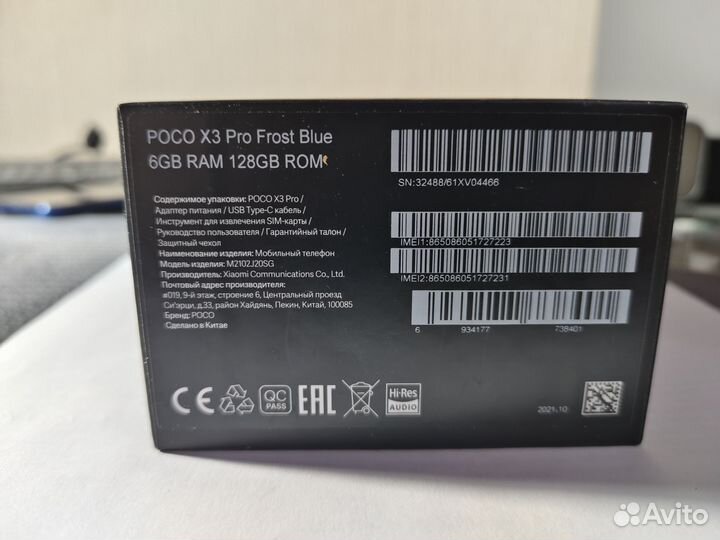 POCO X3 Pro Frost Blue
6GB RAM 128GB ROM
Содержимое упаковки: POCO X3 Pro /
Адаптер питания / USB Type-C кабель /
Инструмент для извлечения SIM-карты /
Руководство пользователя / Гарантийный талон /
Защитный чехол
Наименование изделия: Мобильный телефон
Модель изделия: M2102J20SG
Производитель: Xiaomi Communications Co., Ltd.
Почтовый адрес производителя:
#019, 9-й этаж, строение 6, Центральный проезд
Си'эрци, д.33, район Хайдянь, Пекин, Китай, 100085
Бренд: POCO
Сделано в Китае
SN:32488/61XV04466
IMEI1:865086051727223
IMEI2:865086051727231
6 934177 738401
CE
QC PASS
EAC
Hi-Res
AUDIO
2021.10
Avito